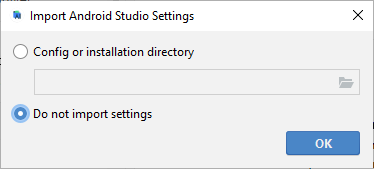 Import Android Studio Settings
Config or installation directory
Do not import settings
OK